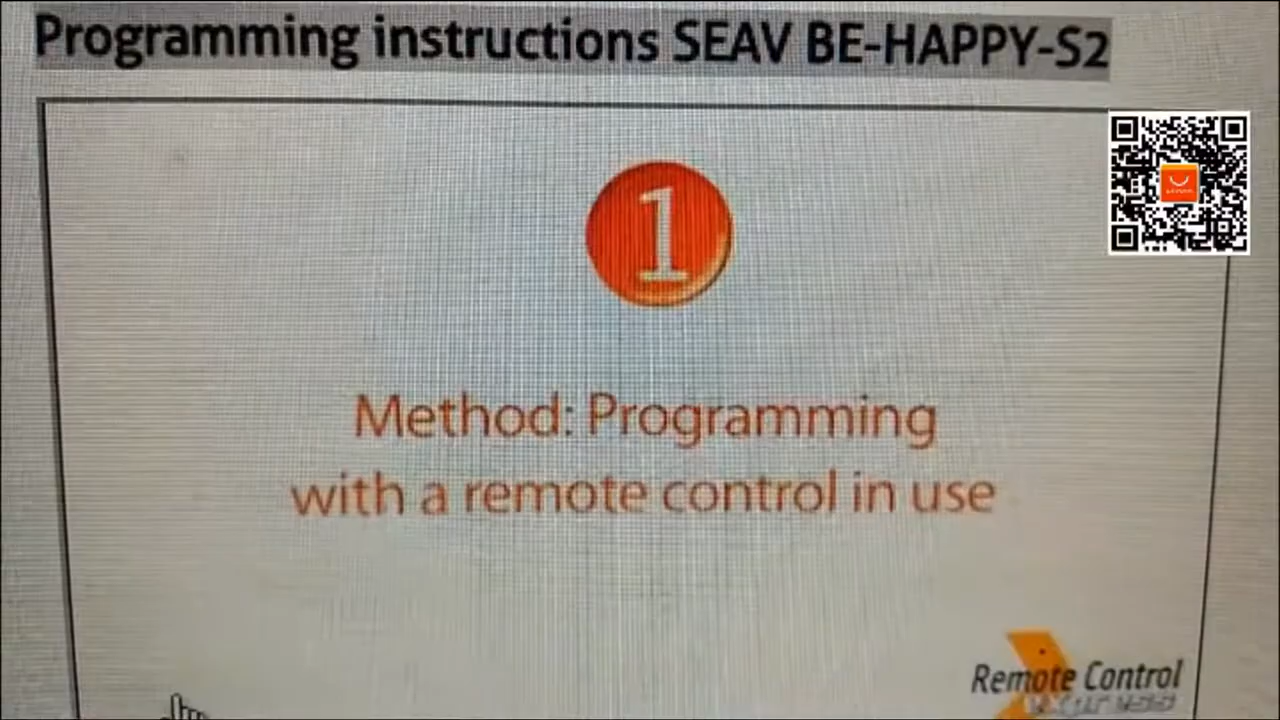 Programming instructions SEAV BE-HAPPY-S2
1
Method: Programming
with a remote control in use
Remote Control